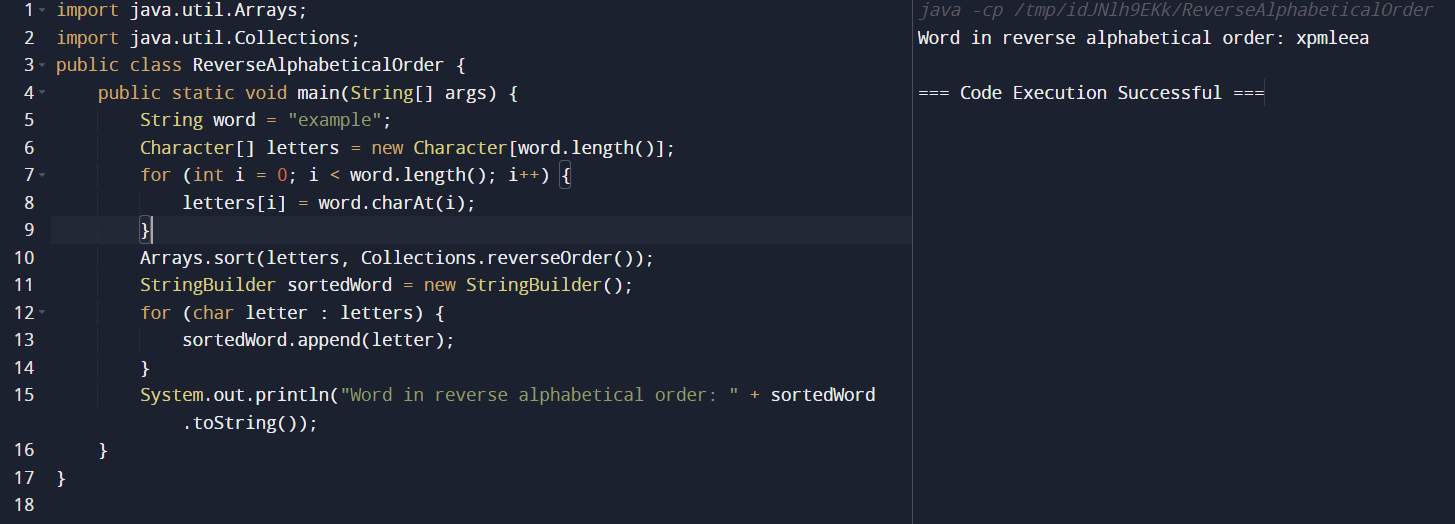 1 import java.util.Arrays;
2 import java.util.Collections;
3 public class ReverseAlphabeticalOrder {
4     public static void main(String[] args) {
5         String word = "example";
6         Character[] letters = new Character[word.length()];
7         for (int i = 0; i < word.length(); i++) {
8             letters[i] = word.charAt(i);
9         }
10         Arrays.sort(letters, Collections.reverseOrder());
11         StringBuilder sortedWord = new StringBuilder();
12         for (char letter : letters) {
13             sortedWord.append(letter);
14         }
15         System.out.println("Word in reverse alphabetical order: " + sortedWord
            .toString());
16     }
17 }
18
java -cp /tmp/idJNlh9EKk/ReverseAlphabeticalOrder
Word in reverse alphabetical order: xpmleea
=== Code Execution Successful ===